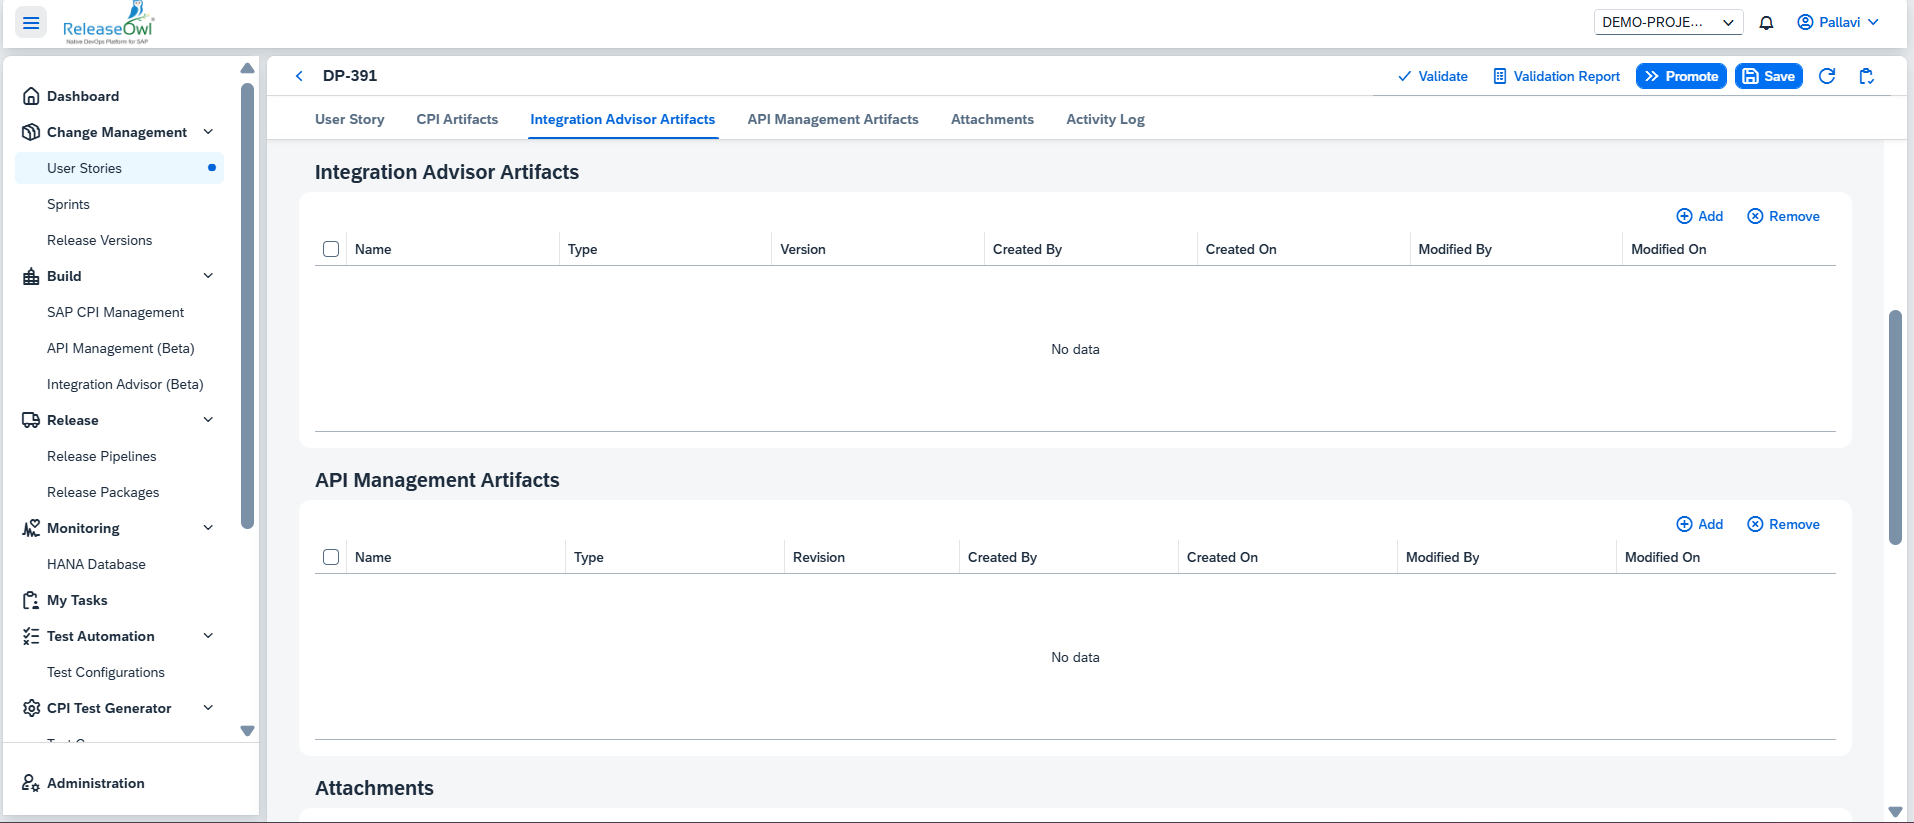 ReleaseOwl
Native DevOps Platform for SAP
DEMO-PROJE...
Pallavi
Dashboard
Change Management
User Stories
Sprints
Release Versions
Build
SAP CPI Management
API Management (Beta)
Integration Advisor (Beta)
Release
Release Pipelines
Release Packages
Monitoring
HANA Database
My Tasks
Test Automation
Test Configurations
CPI Test Generator
Administration
DP-391
Validate Validation Report Promote Save
User Story CPI Artifacts Integration Advisor Artifacts API Management Artifacts Attachments Activity Log
Integration Advisor Artifacts
Add Remove
Name Type Version Created By Created On Modified By Modified On
No data
API Management Artifacts
Add Remove
Name Type Revision Created By Created On Modified By Modified On
No data
Attachments